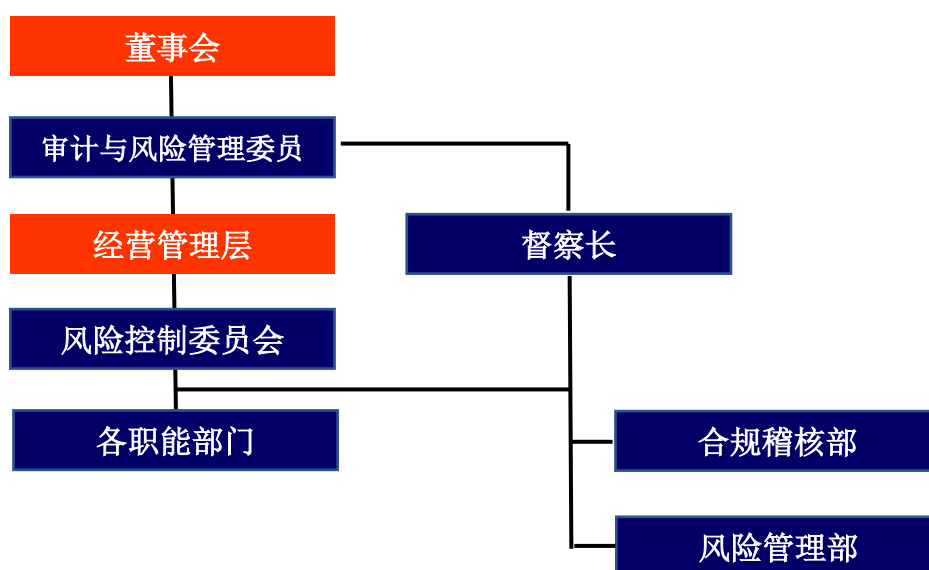 董事会
审计与风险管理委员
经营管理层
督察长
风险控制委员会
各职能部门
合规稽核部
风险管理部